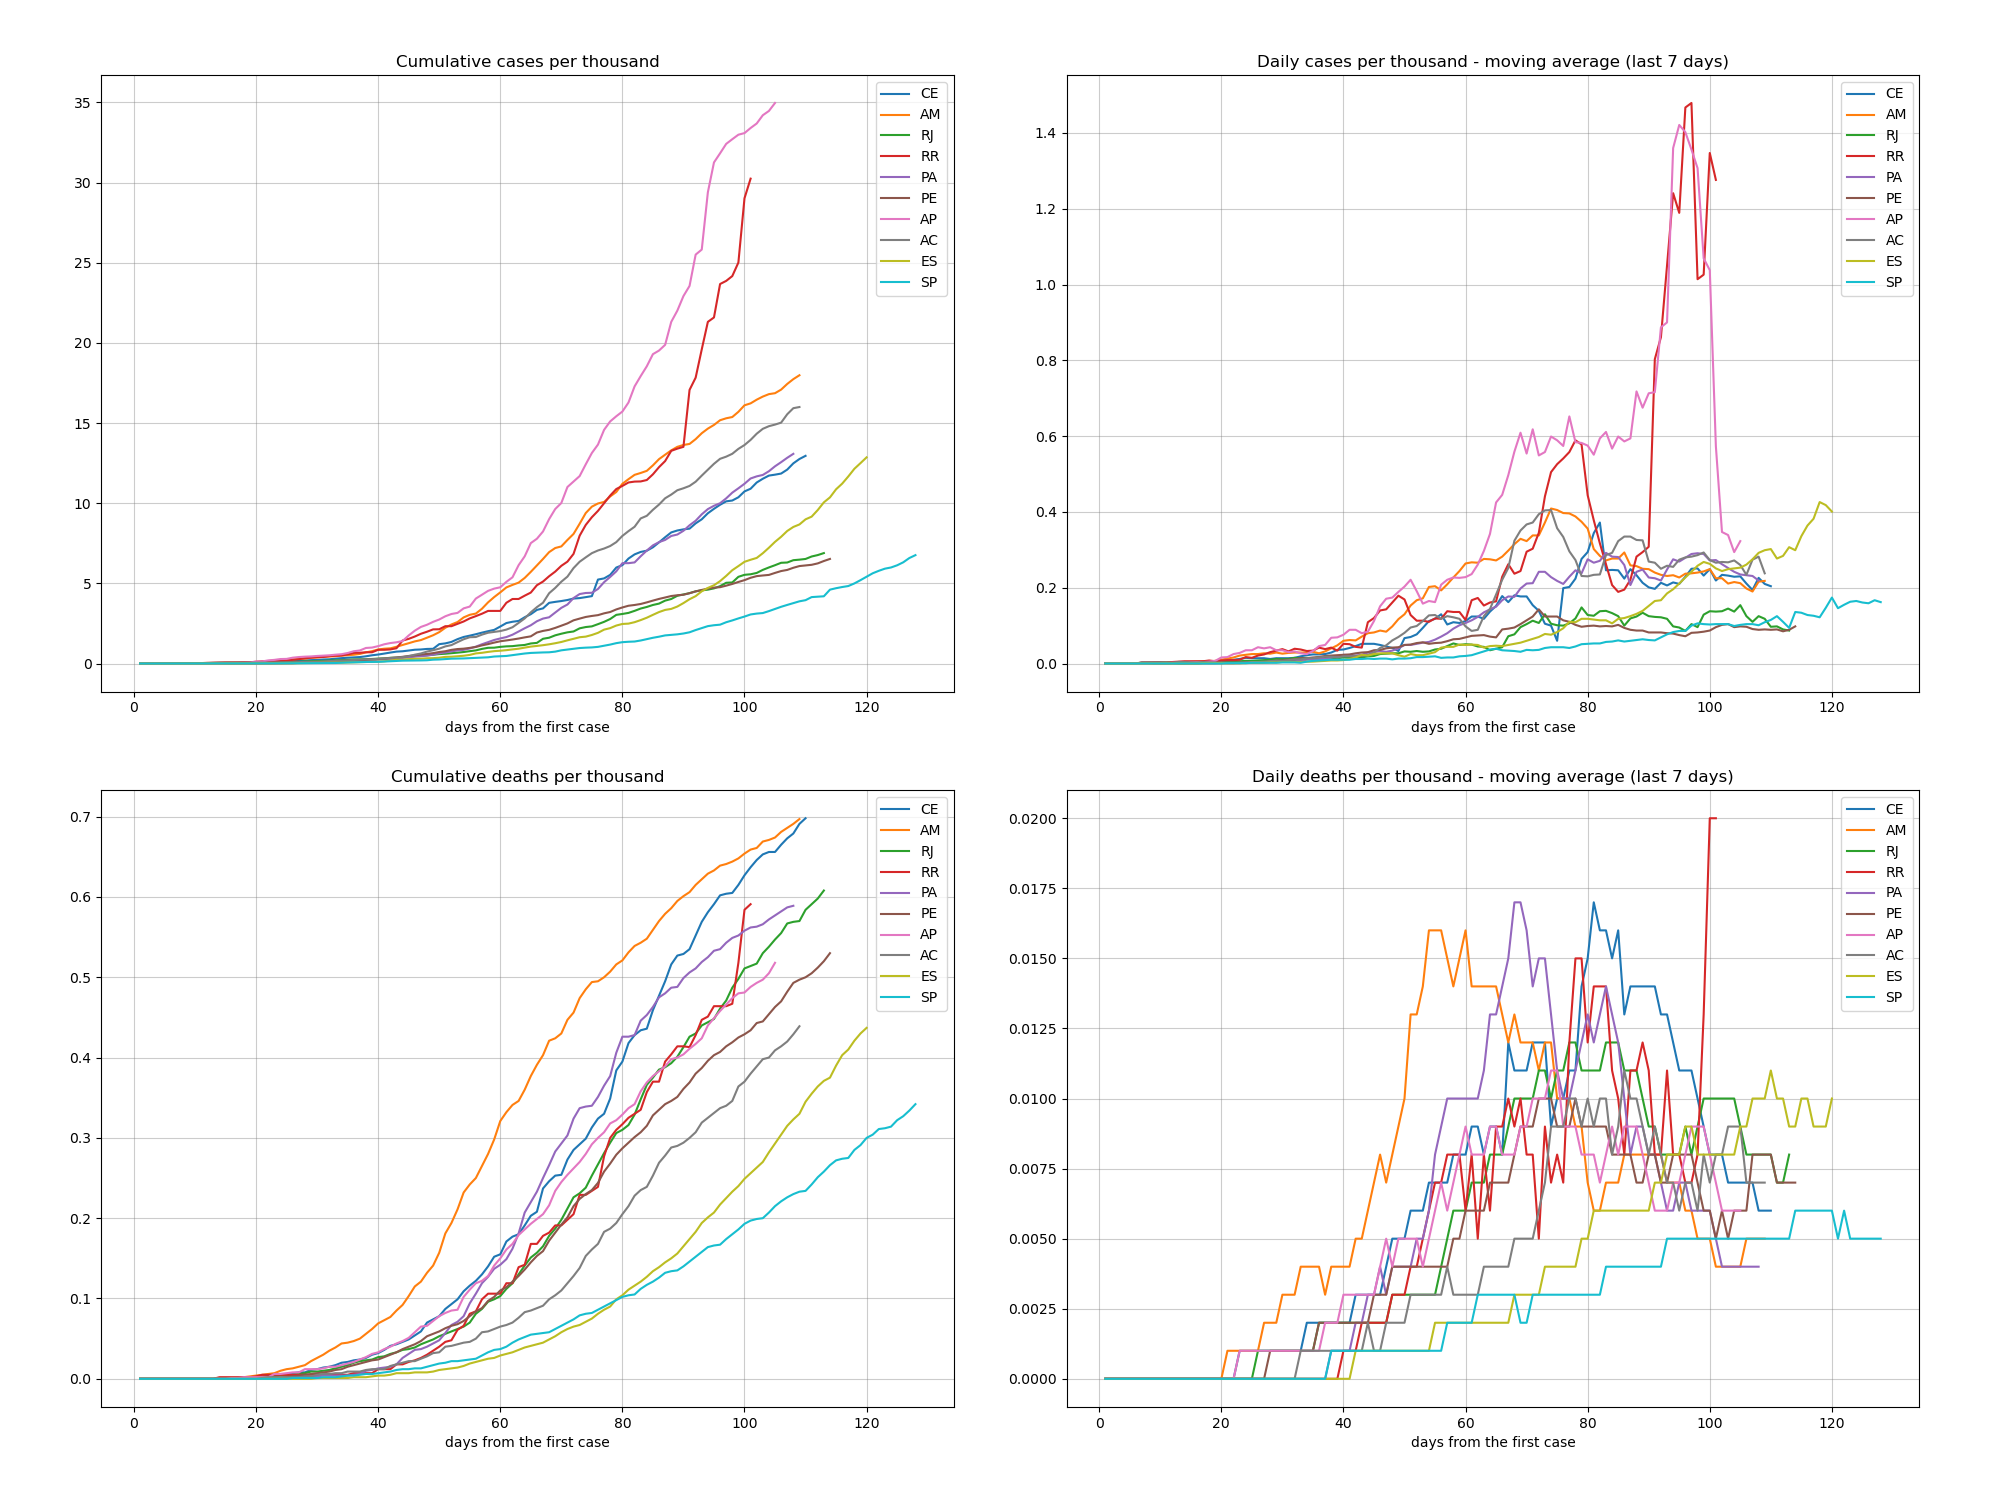 Cumulative cases per thousand
35
30
25
20
15
10
5
0
CE
AM
RJ
RR
PA
PE
AP
AC
ES
SP
0 20 40 60 80 100 120
days from the first case
Daily cases per thousand - moving average (last 7 days)
1.4
1.2
1.0
0.8
0.6
0.4
0.2
0.0
CE
AM
RJ
RR
PA
PE
AP
AC
ES
SP
0 20 40 60 80 100 120
days from the first case
Cumulative deaths per thousand
0.7
0.6
0.5
0.4
0.3
0.2
0.1
0.0
CE
AM
RJ
RR
PA
PE
AP
AC
ES
SP
0 20 40 60 80 100 120
days from the first case
Daily deaths per thousand - moving average (last 7 days)
0.0200
0.0175
0.0150
0.0125
0.0100
0.0075
0.0050
0.0025
0.0000
CE
AM
RJ
RR
PA
PE
AP
AC
ES
SP
0 20 40 60 80 100 120
days from the first case